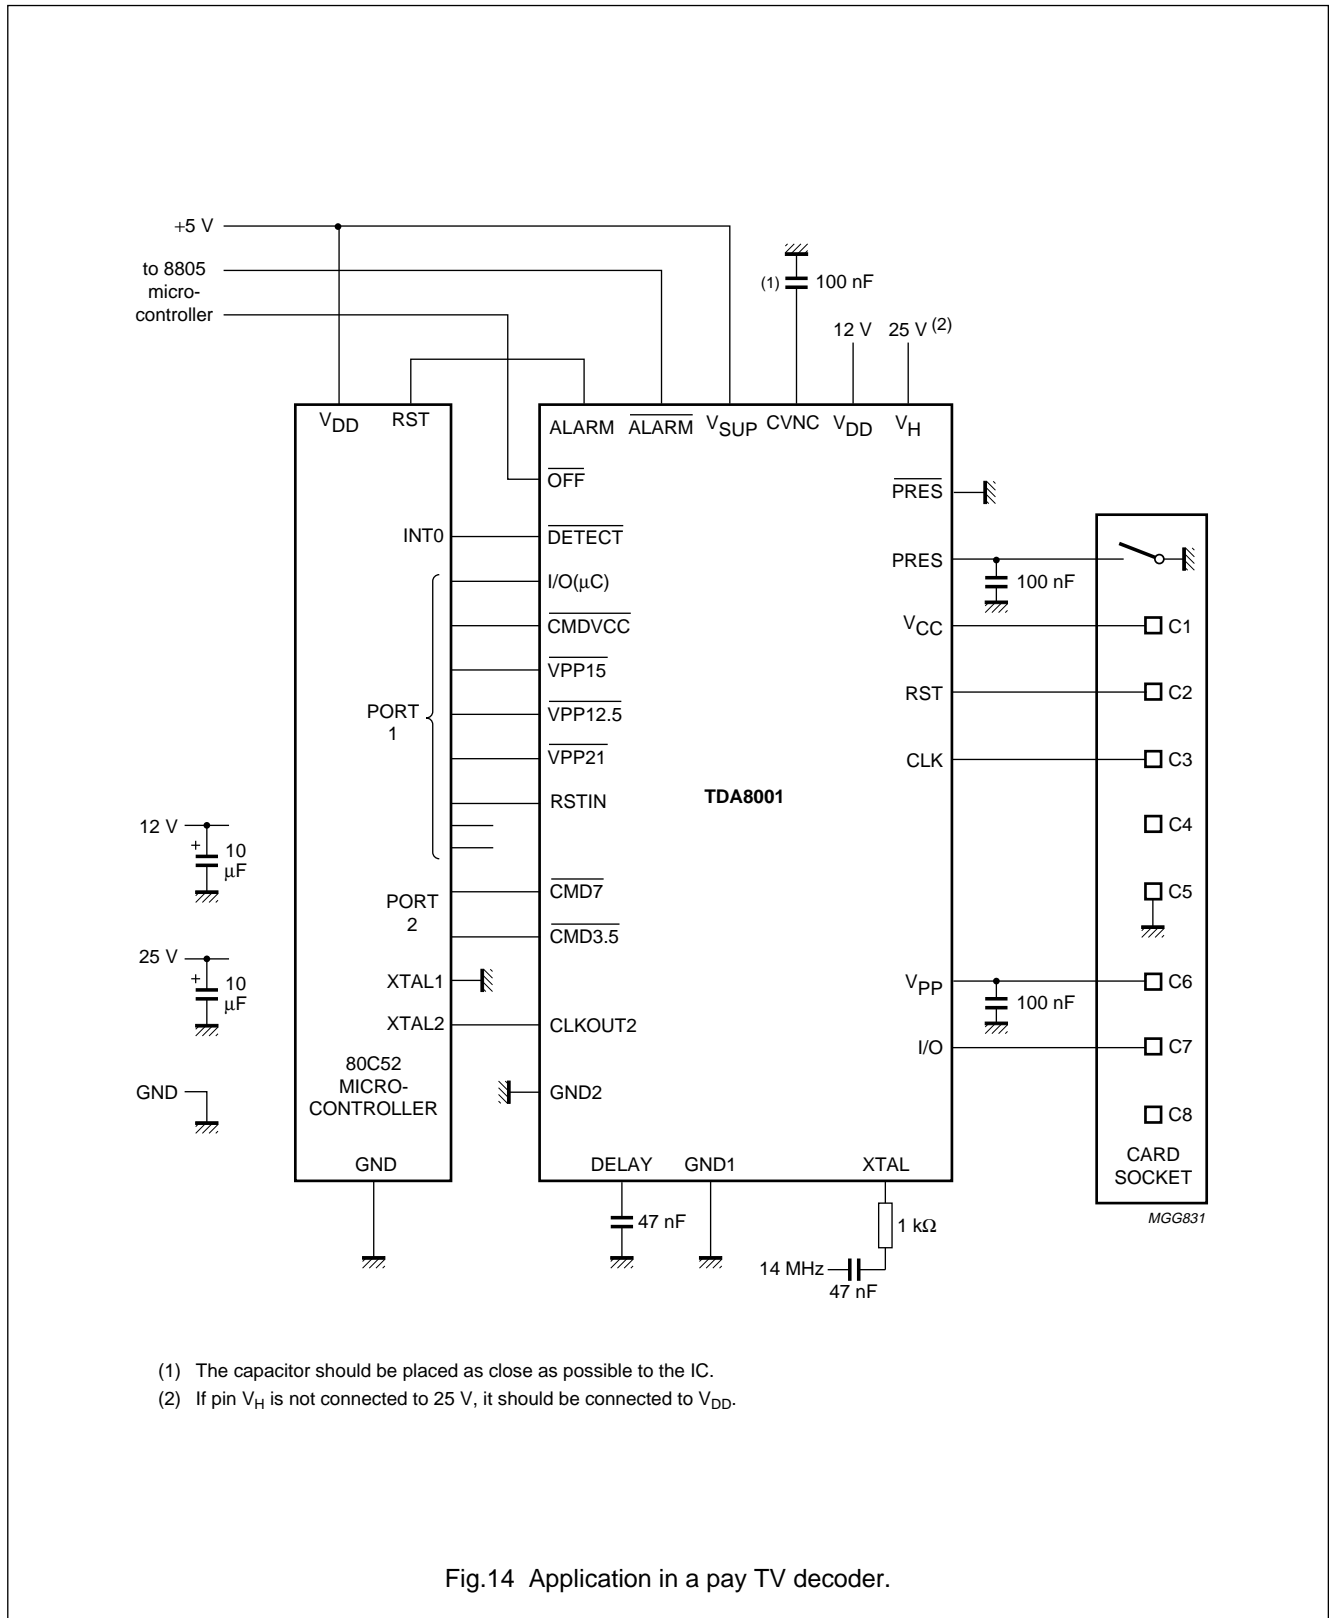 +5 V
to 8805
micro-
controller
(1) 100 nF
12 V 25 V (2)
VDD RST
ALARM ALARM VSUP CVNC VDD VH
OFF
PRES
INT0
DETECT
PRES
100 nF
I/O(μC)
CMDVCC
VCC
C1
VPP15
RST
C2
PORT
1
VPP12.5
VPP21
CLK
C3
TDA8001
RSTIN
12 V
+ 10
μF
C4
PORT
2
CMD7
C5
CMD3.5
25 V
+ 10
μF
XTAL1
VPP
100 nF
C6
XTAL2
CLKOUT2
I/O
C7
80C52
MICRO-
CONTROLLER
GND
GND2
C8
CARD
SOCKET
GND
DELAY GND1 XTAL
MGG831
47 nF
1 kΩ
14 MHz
47 nF
(1) The capacitor should be placed as close as possible to the IC.
(2) If pin VH is not connected to 25 V, it should be connected to VDD.
Fig.14 Application in a pay TV decoder.